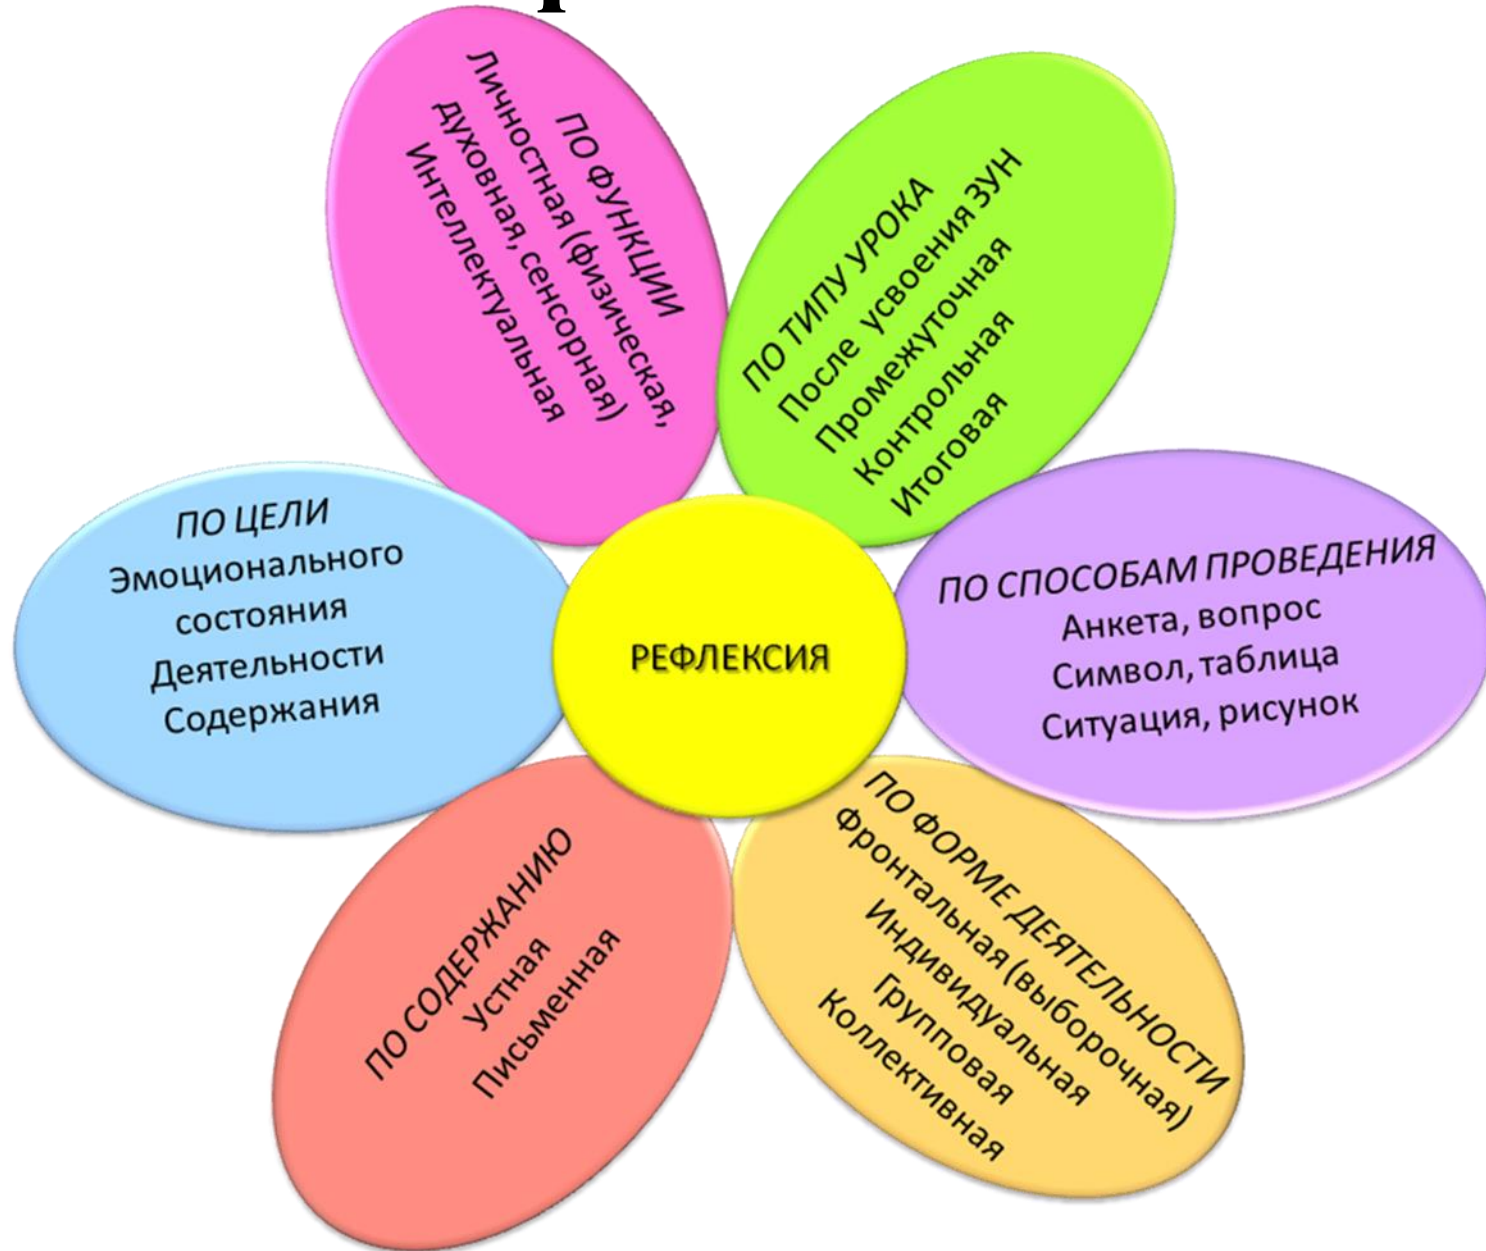 ПО ФУНКЦИИ
Личностная (физическая,
духовная, сенсорная)
Интеллектуальная
ПО ТИПУ УРОКА
После усвоения ЗУН
Промежуточная
Контрольная
Итоговая
ПО ЦЕЛИ
Эмоционального
состояния
Деятельности
Содержания
РЕФЛЕКСИЯ
ПО СПОСОБАМ ПРОВЕДЕНИЯ
Анкета, вопрос
Символ, таблица
Ситуация, рисунок
ПО СОДЕРЖАНИЮ
Устная
Письменная
ПО ФОРМЕ ДЕЯТЕЛЬНОСТИ
Фронтальная (выборочная)
Индивидуальная
Групповая
Коллективная